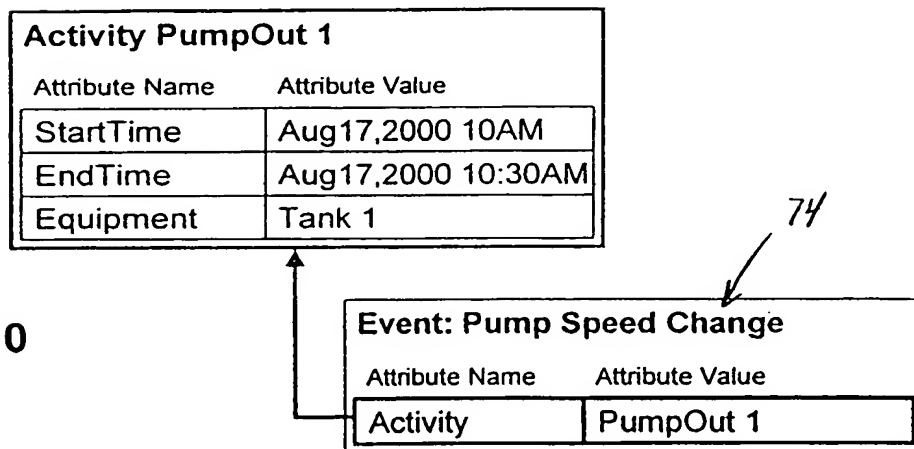 Activity PumpOut 1
Attribute Name Attribute Value
StartTime Aug17,2000 10AM
EndTime Aug17,2000 10:30AM
Equipment Tank 1
74
0
Event: Pump Speed Change
Attribute Name Attribute Value
Activity PumpOut 1